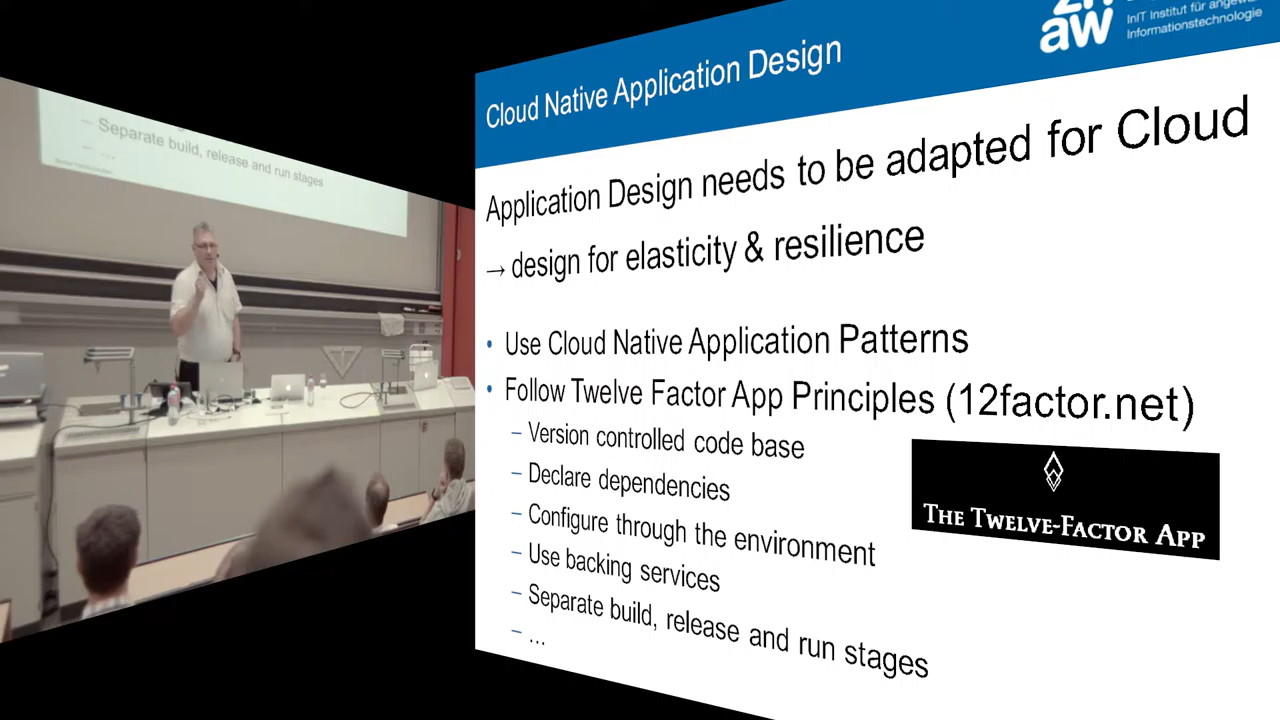 Separate build, release and run stages
zh
aw
InIT Institut für angewa
Informationstechnologie
Cloud Native Application Design
Application Design needs to be adapted for Cloud
→ design for elasticity & resilience
• Use Cloud Native Application Patterns
• Follow Twelve Factor App Principles (12factor.net)
– Version controlled code base
– Declare dependencies
– Configure through the environment
– Use backing services
– Separate build, release and run stages
– ...
THE TWELVE-FACTOR APP